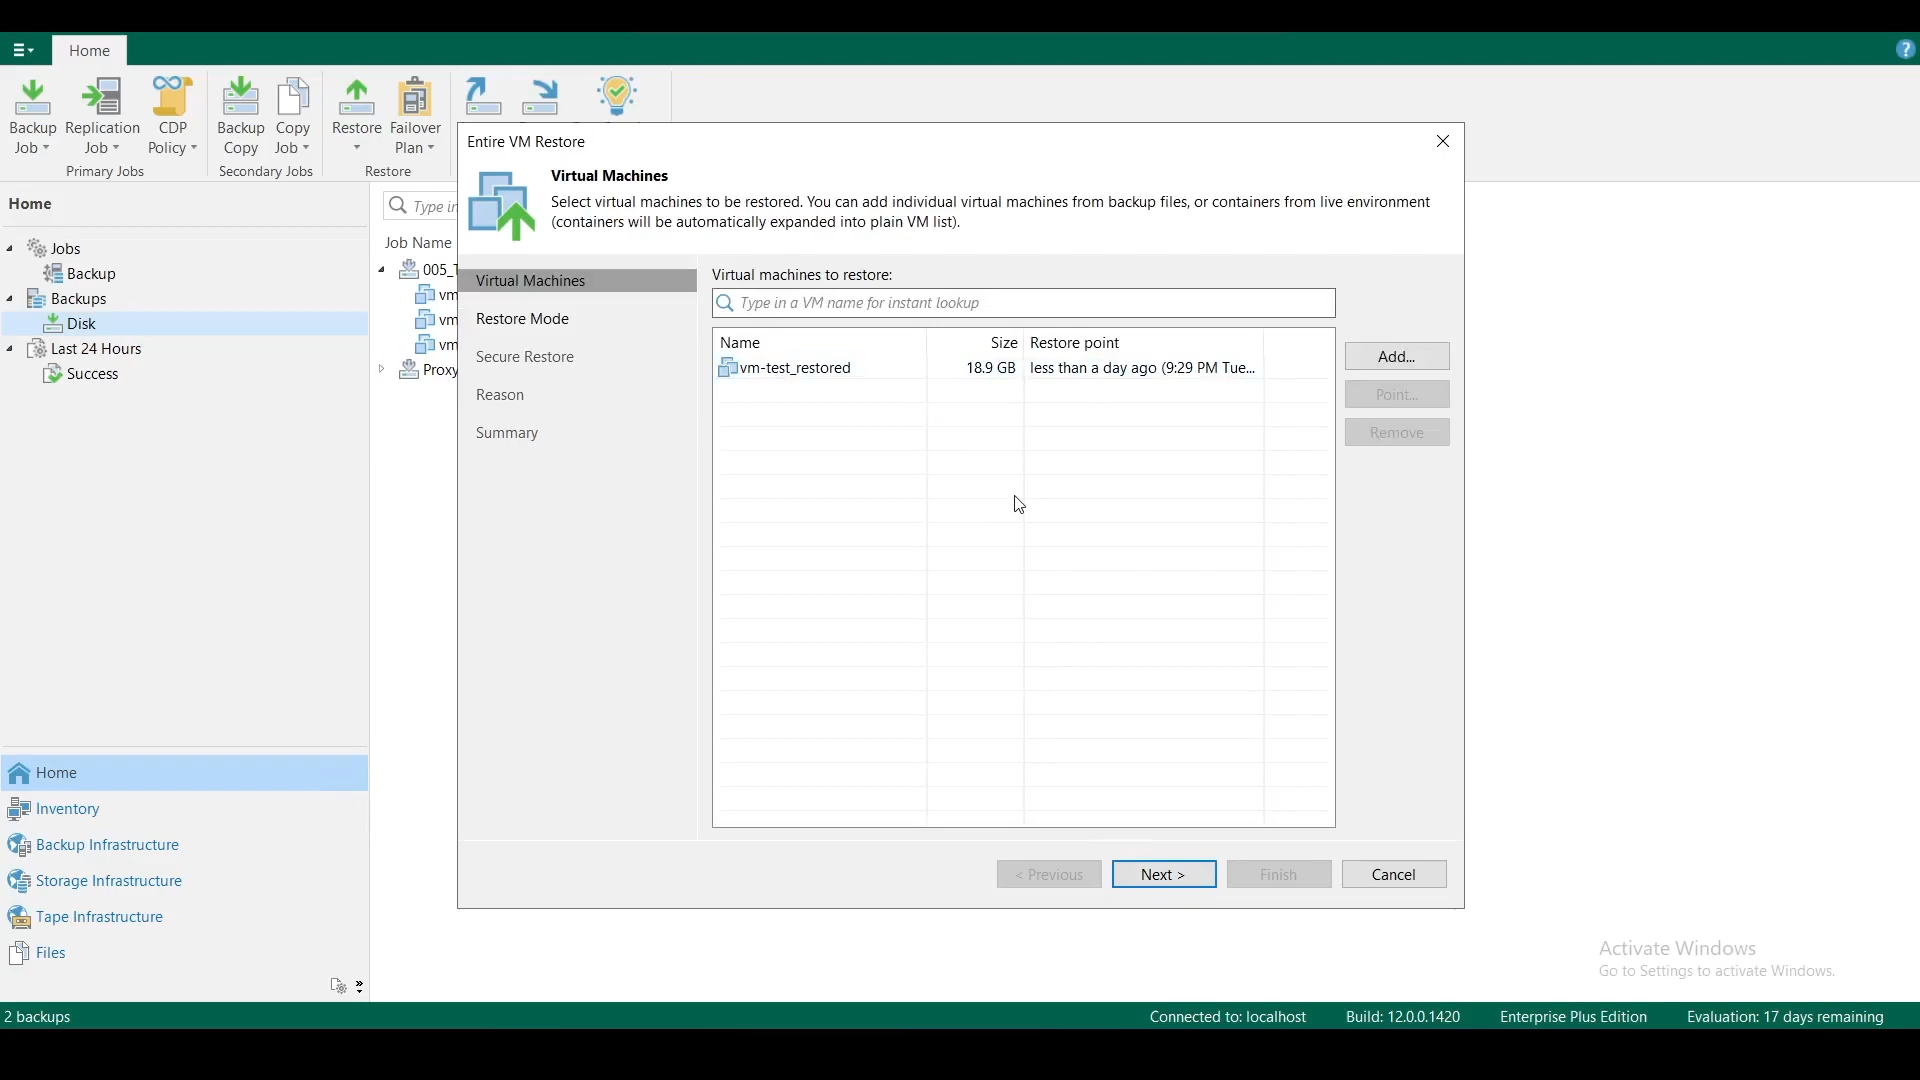 Home
Backup Job
Replication Job
CDP Policy
Primary Jobs
Backup Copy
Copy Job
Secondary Jobs
Restore
Failover Plan
Restore
Home
Jobs
Backup
Backups
Disk
Last 24 Hours
Success
Home
Inventory
Backup Infrastructure
Storage Infrastructure
Tape Infrastructure
Files
Type in
Job Name
005_
vm
vm
vm
Proxy
Entire VM Restore
Virtual Machines
Select virtual machines to be restored. You can add individual virtual machines from backup files, or containers from live environment
(containers will be automatically expanded into plain VM list).
Virtual Machines
Restore Mode
Secure Restore
Reason
Summary
Virtual machines to restore:
Type in a VM name for instant lookup
Name Size Restore point
vm-test_restored 18.9 GB less than a day ago (9:29 PM Tue...
Add...
Point...
Remove
< Previous
Next >
Finish
Cancel
Activate Windows
Go to Settings to activate Windows.
2 backups
Connected to: localhost
Build: 12.0.0.1420
Enterprise Plus Edition
Evaluation: 17 days remaining